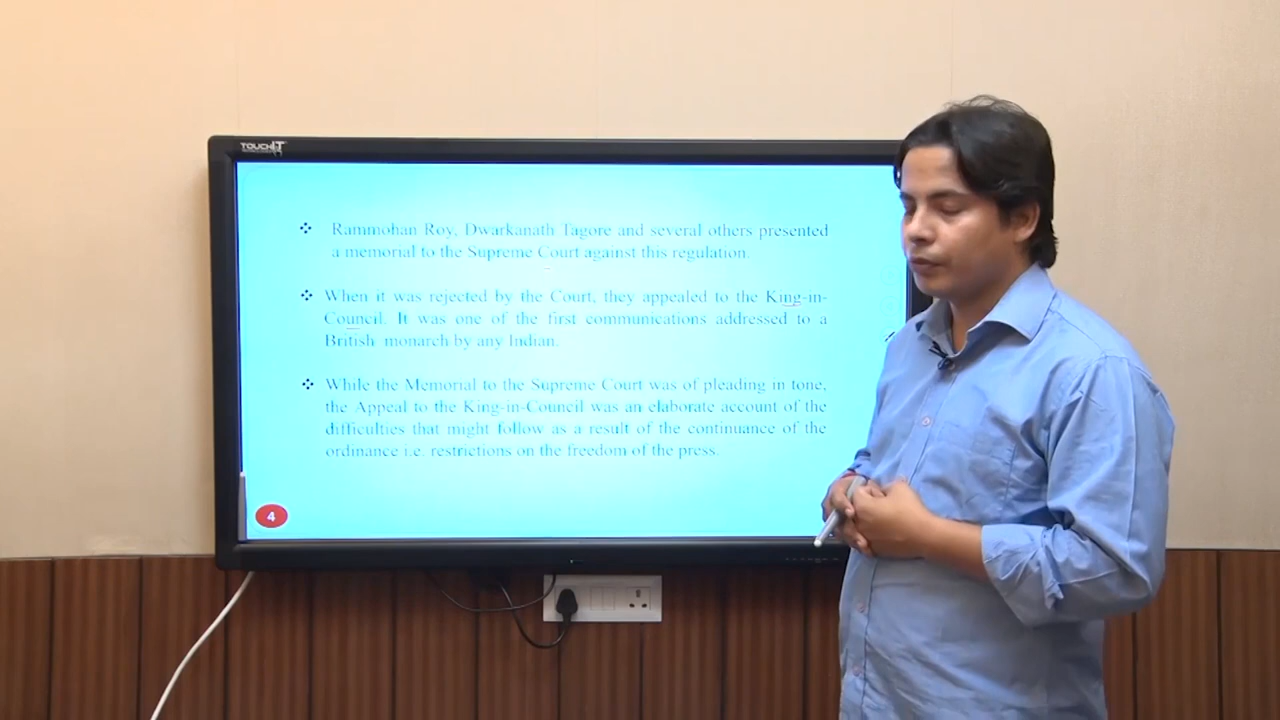 TOUCHIT
Rammohan Roy, Dwarkanath Tagore and several others presented
a memorial to the Supreme Court against this regulation.
When it was rejected by the Court, they appealed to the King-in-
Council. It was one of the first communications addressed to a
British monarch by any Indian.
While the Memorial to the Supreme Court was of pleading in tone,
the Appeal to the King-in-Council was an elaborate account of the
difficulties that might follow as a result of the continuance of the
ordinance i.e. restrictions on the freedom of the press.
4